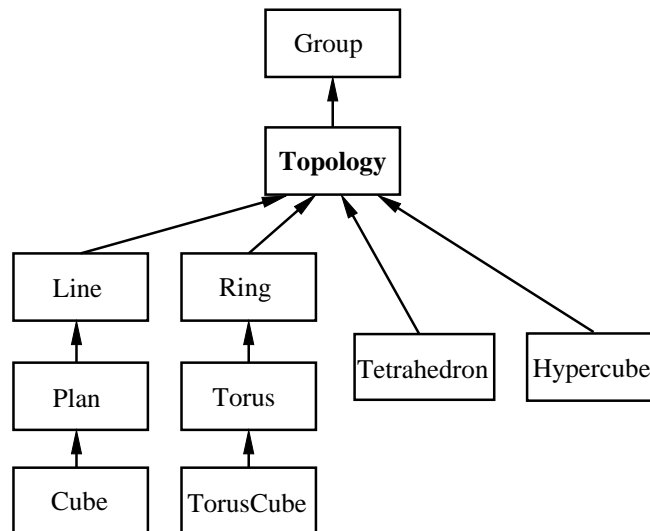 Group
Topology
Line
Ring
Tetrahedron
Hypercube
Plan
Torus
Cube
TorusCube